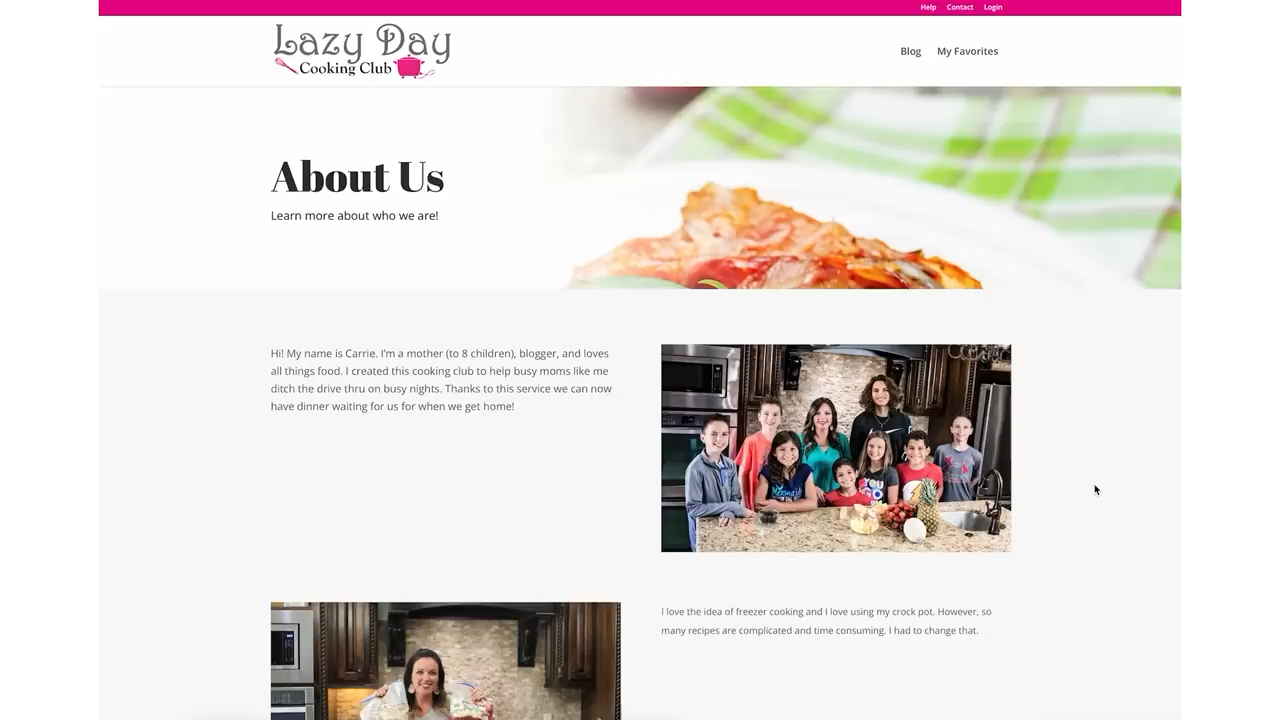 Help Contact Login
Lazy Day
Cooking Club
Blog My Favorites
About Us
Learn more about who we are!
Hi! My name is Carrie. I'm a mother (to 8 children), blogger, and loves
all things food. I created this cooking club to help busy moms like me
ditch the drive thru on busy nights. Thanks to this service we can now
have dinner waiting for us for when we get home!
YOU
GO
I love the idea of freezer cooking and I love using my crock pot. However, so
many recipes are complicated and time consuming. I had to change that.